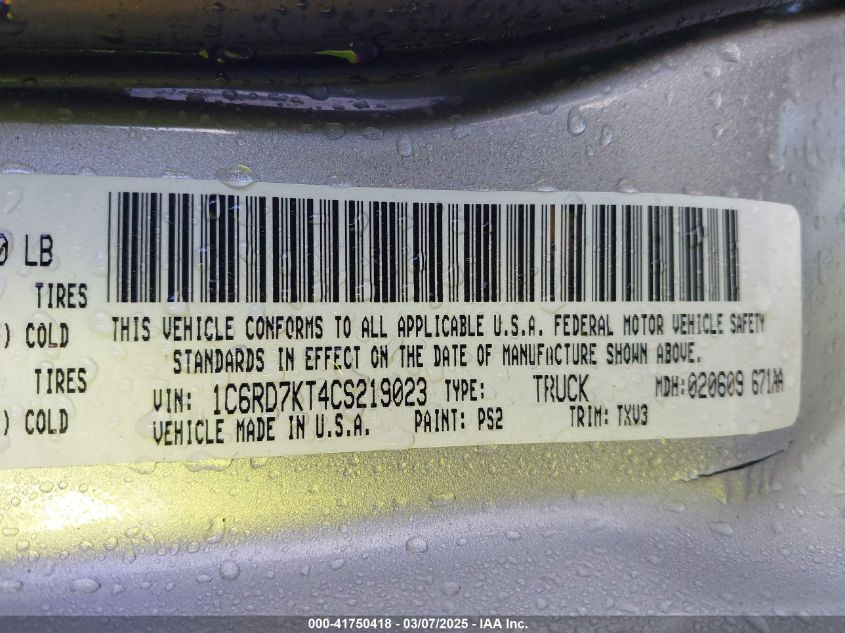 0 LB
TIRES
) COLD
TIRES
) COLD
THIS VEHICLE CONFORMS TO ALL APPLICABLE U.S.A. FEDERAL MOTOR VEHICLE SAFETY
STANDARDS IN EFFECT ON THE DATE OF MANUFACTURE SHOWN ABOVE.
VIN: 1C6RD7KT4CS219023 TYPE: TRUCK MDH:020609 671AA
VEHICLE MADE IN U.S.A. PAINT: PS2 TRIM: TXV3
000-41750418 - 03/07/2025 - IAA Inc.